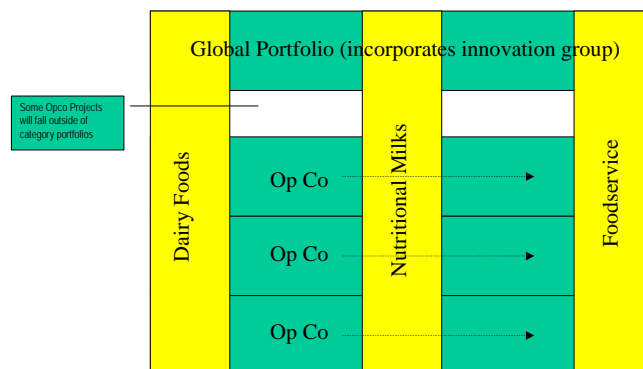 Global Portfolio (incorporates innovation group)
Some Opco Projects
will fall outside of
category portfolios
Dairy Foods
Op Co
Op Co
Op Co
Nutritional Milks
Foodservice